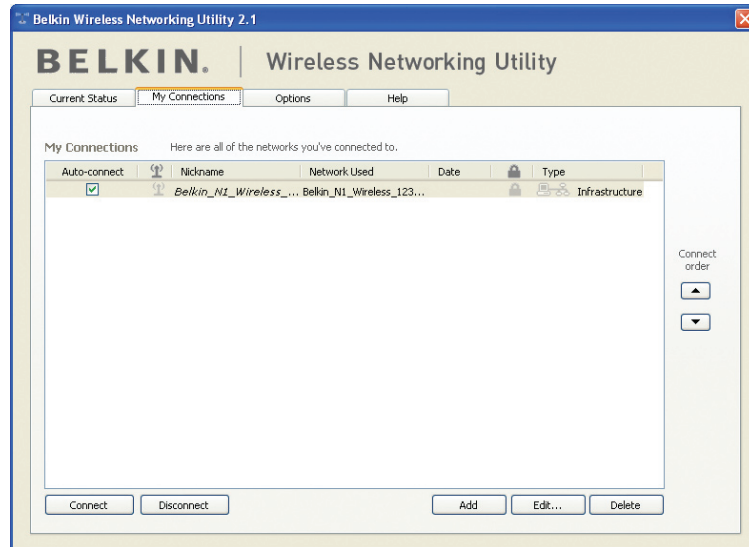 Belkin Wireless Networking Utility 2.1
BELKIN. | Wireless Networking Utility
Current Status My Connections Options Help
My Connections Here are all of the networks you've connected to.
Auto-connect Nickname Network Used Date Type
Belkin_N1_Wireless_... Belkin_N1_Wireless_123... Infrastructure
Connect
order
Connect Disconnect Add Edit... Delete